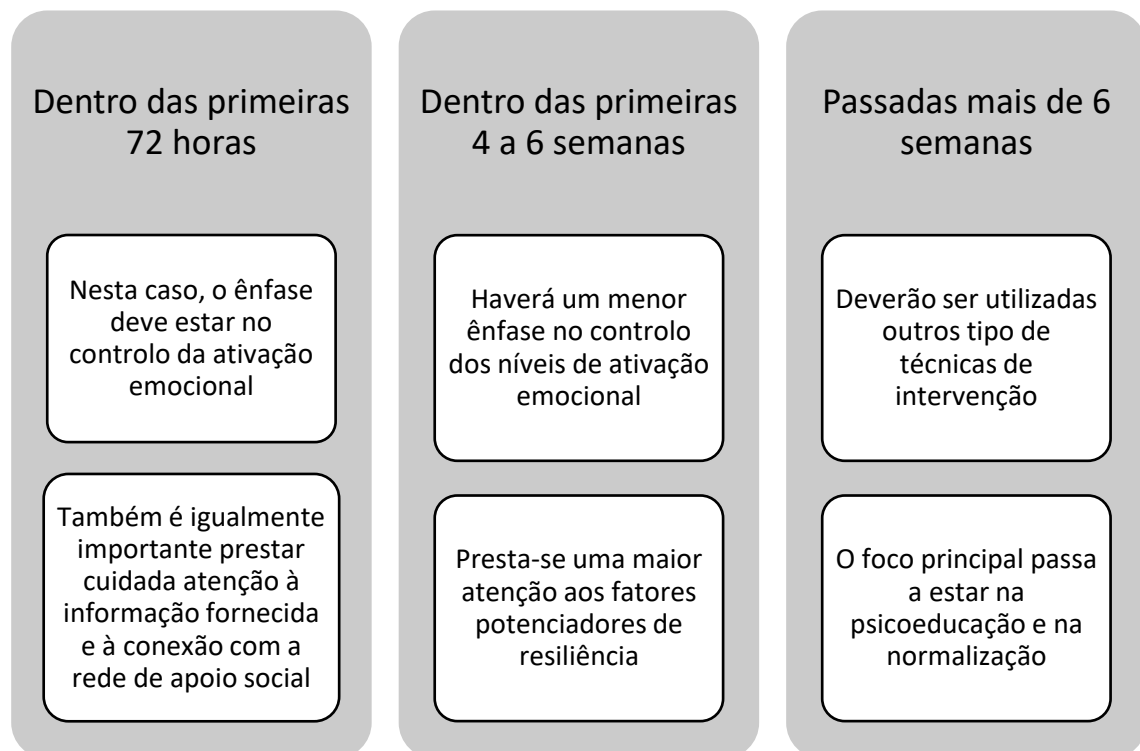 Dentro das primeiras
72 horas
Nesta caso, o ênfase
deve estar no
controlo da ativação
emocional
Também é igualmente
importante prestar
cuidada atenção à
informação fornecida
e à conexão com a
rede de apoio social
Dentro das primeiras
4 a 6 semanas
Haverá um menor
ênfase no controlo
dos níveis de ativação
emocional
Presta-se uma maior
atenção aos fatores
potenciadores de
resiliência
Passadas mais de 6
semanas
Deverão ser utilizadas
outros tipo de
técnicas de
intervenção
O foco principal passa
a estar na
psicoeducação e na
normalização